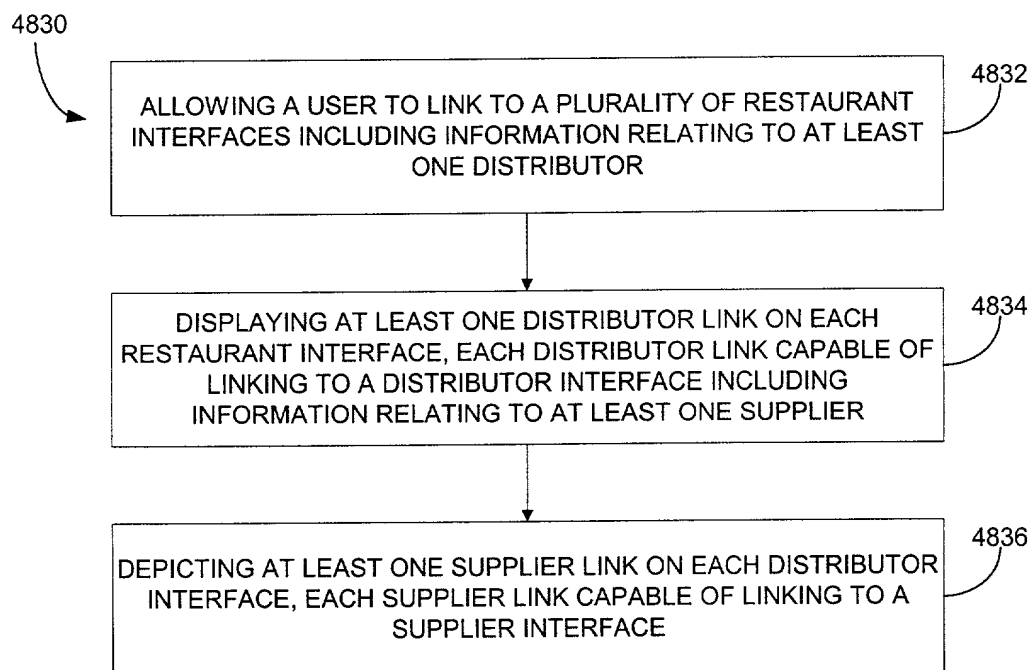 4830
4832
ALLOWING A USER TO LINK TO A PLURALITY OF RESTAURANT
INTERFACES INCLUDING INFORMATION RELATING TO AT LEAST
ONE DISTRIBUTOR
4834
DISPLAYING AT LEAST ONE DISTRIBUTOR LINK ON EACH
RESTAURANT INTERFACE, EACH DISTRIBUTOR LINK CAPABLE OF
LINKING TO A DISTRIBUTOR INTERFACE INCLUDING
INFORMATION RELATING TO AT LEAST ONE SUPPLIER
4836
DEPICTING AT LEAST ONE SUPPLIER LINK ON EACH DISTRIBUTOR
INTERFACE, EACH SUPPLIER LINK CAPABLE OF LINKING TO A
SUPPLIER INTERFACE